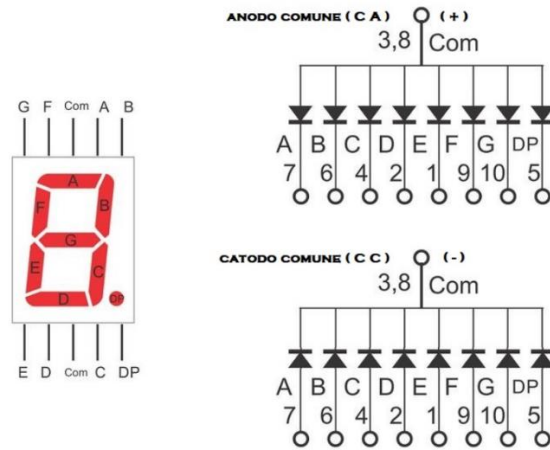 G F Com A B
A
F B
G
E C
D DP
E D Com C DP
ANODO COMUNE ( C A ) (+)
3,8 Com
A B C D E F G DP
7 6 4 2 1 9 10 5
CATODO COMUNE ( C C ) (-)
3,8 Com
A B C D E F G DP
7 6 4 2 1 9 10 5